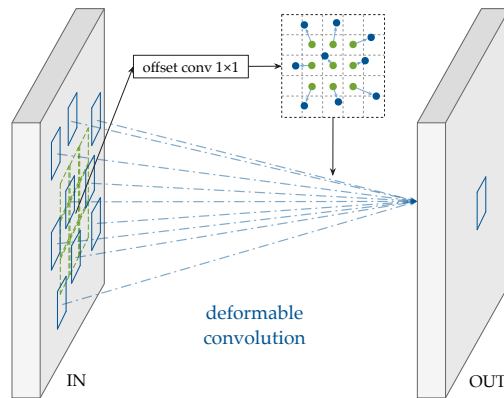 offset conv 1×1
deformable
convolution
IN
OUT